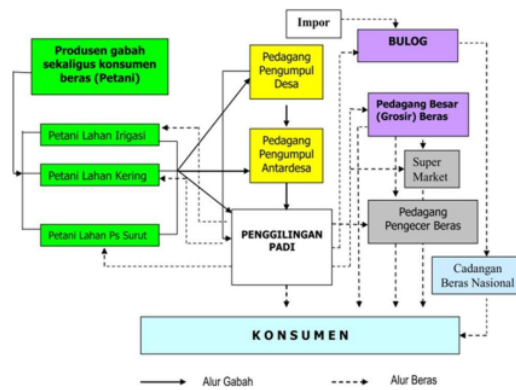 Impor
Produsen gabah
sekaligus konsumen
beras (Petani)
Pedagang
Pengumpul
Desa
BULOG
Pedagang Besar
(Grosir) Beras
Petani Lahan Irigasi
Pedagang
Pengumpul
Antardesa
Super
Market
Petani Lahan Kering
Petani Lahan Ps Surut
PENGGILINGAN
PADI
Pedagang
Pengecer Beras
Cadangan
Beras Nasional
KONSUMEN
Alur Gabah
Alur Beras